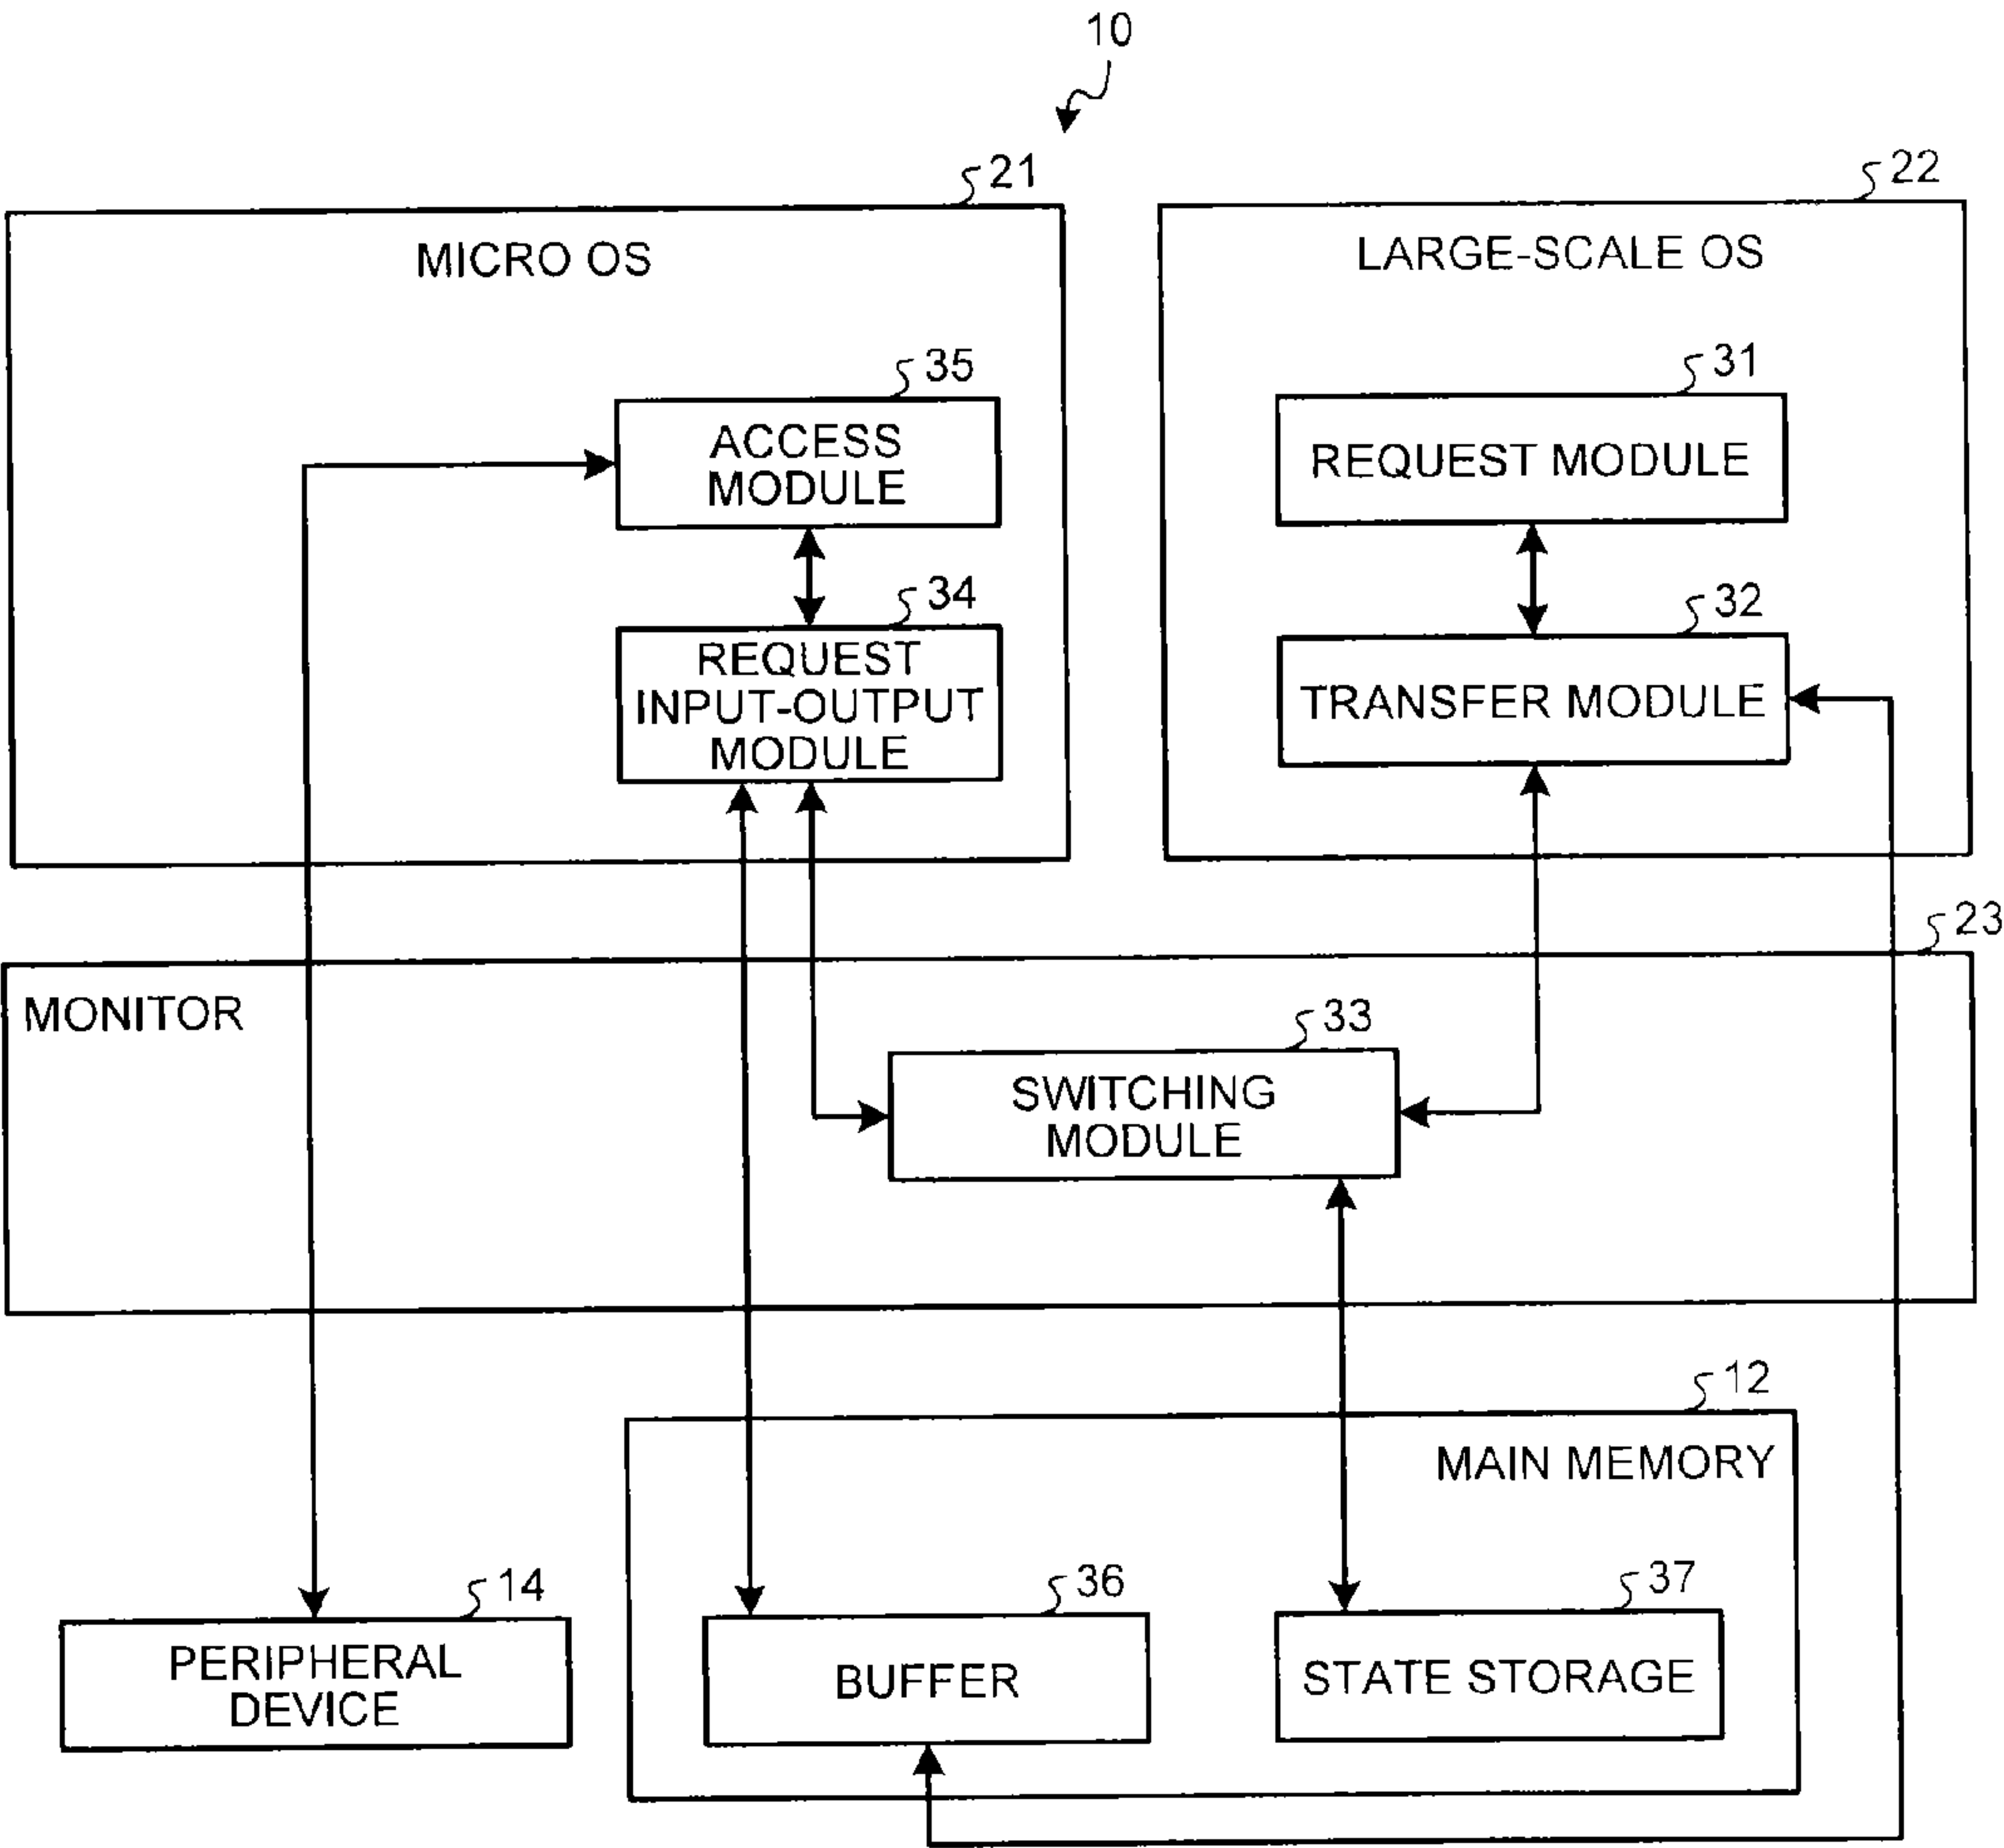 10
21
22
MICRO OS
LARGE-SCALE OS
35
31
ACCESS
MODULE
REQUEST MODULE
34
32
REQUEST
INPUT-OUTPUT
MODULE
TRANSFER MODULE
23
MONITOR
33
SWITCHING
MODULE
12
MAIN MEMORY
14
36
37
PERIPHERAL
DEVICE
BUFFER
STATE STORAGE